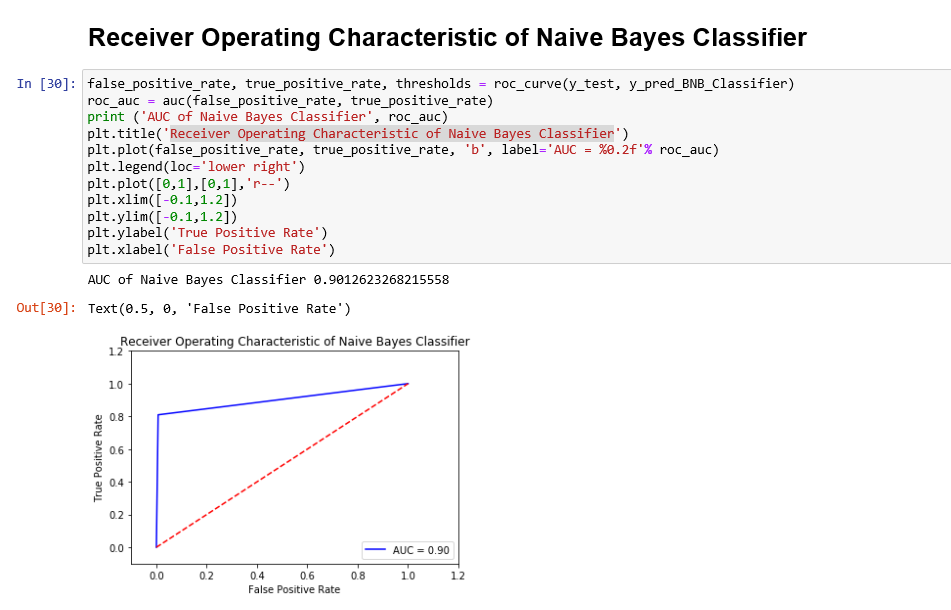 Receiver Operating Characteristic of Naive Bayes Classifier
In [30]: false_positive_rate, true_positive_rate, thresholds = roc_curve(y_test, y_pred_BNB_Classifier)
roc_auc = auc(false_positive_rate, true_positive_rate)
print ('AUC of Naive Bayes Classifier', roc_auc)
plt.title('Receiver Operating Characteristic of Naive Bayes Classifier')
plt.plot(false_positive_rate, true_positive_rate, 'b', label='AUC = %0.2f'% roc_auc)
plt.legend(loc='lower right')
plt.plot([0,1],[0,1],'r--')
plt.xlim([-0.1,1.2])
plt.ylim([-0.1,1.2])
plt.ylabel('True Positive Rate')
plt.xlabel('False Positive Rate')
AUC of Naive Bayes Classifier 0.9012623268215558
Out[30]: Text(0.5, 0, 'False Positive Rate')
Receiver Operating Characteristic of Naive Bayes Classifier
1.2
1.0
0.8
0.6
0.4
0.2
0.0
True Positive Rate
AUC = 0.90
0.0 0.2 0.4 0.6 0.8 1.0 1.2
False Positive Rate